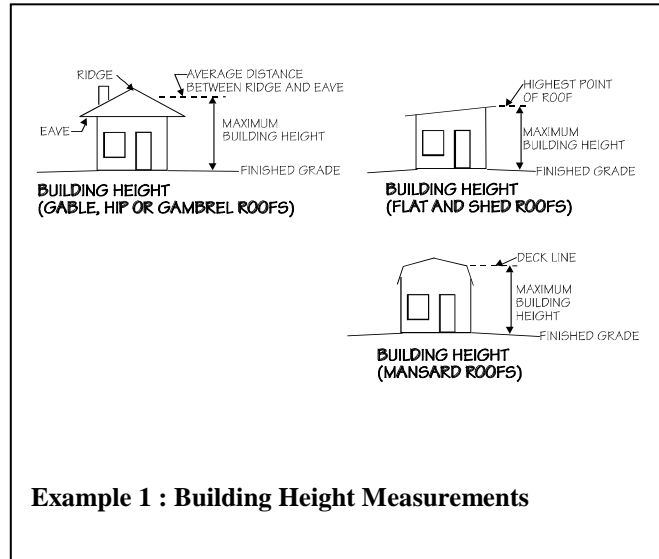 RIDGE
AVERAGE DISTANCE
BETWEEN RIDGE AND EAVE
EAVE
MAXIMUM
BUILDING HEIGHT
FINISHED GRADE
BUILDING HEIGHT
(GABLE, HIP OR GAMBREL ROOFS)
HIGHEST POINT
OF ROOF
MAXIMUM
BUILDING HEIGHT
FINISHED GRADE
BUILDING HEIGHT
(FLAT AND SHED ROOFS)
DECK LINE
MAXIMUM
BUILDING
HEIGHT
FINISHED GRADE
BUILDING HEIGHT
(MANSARD ROOFS)
Example 1 : Building Height Measurements